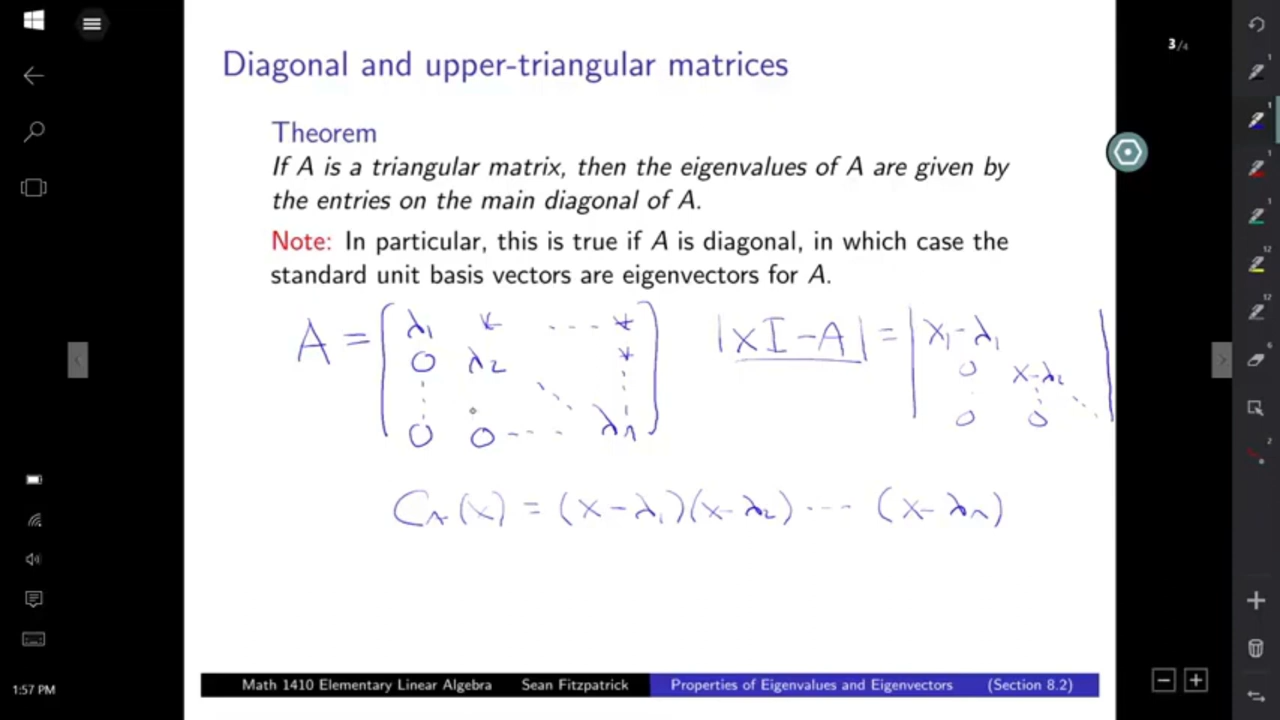 3/4
Diagonal and upper-triangular matrices
Theorem
If A is a triangular matrix, then the eigenvalues of A are given by
the entries on the main diagonal of A.
Note: In particular, this is true if A is diagonal, in which case the
standard unit basis vectors are eigenvectors for A.
A = [λ₁ * --- *
0 λ₂ *
0 0 --- λₙ]
|xI-A| = |x₁-λ₁
0 x-λ₂
0 0|
C_A(x) = (x-λ₁)(x-λ₂) --- (x-λₙ)
Math 1410 Elementary Linear Algebra Sean Fitzpatrick Properties of Eigenvalues and Eigenvectors (Section 8.2)
1:57 PM